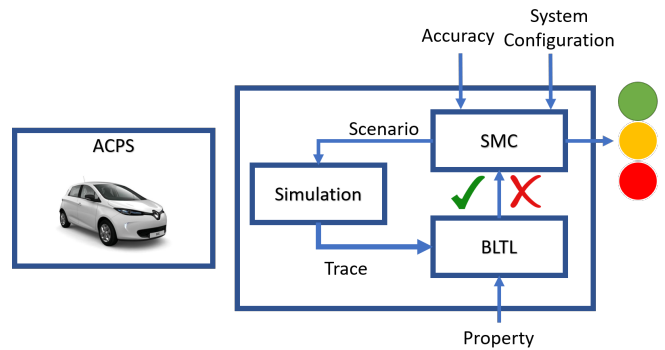 System
Accuracy
Configuration
ACPS
Scenario
SMC
Simulation
BLTL
Trace
Property